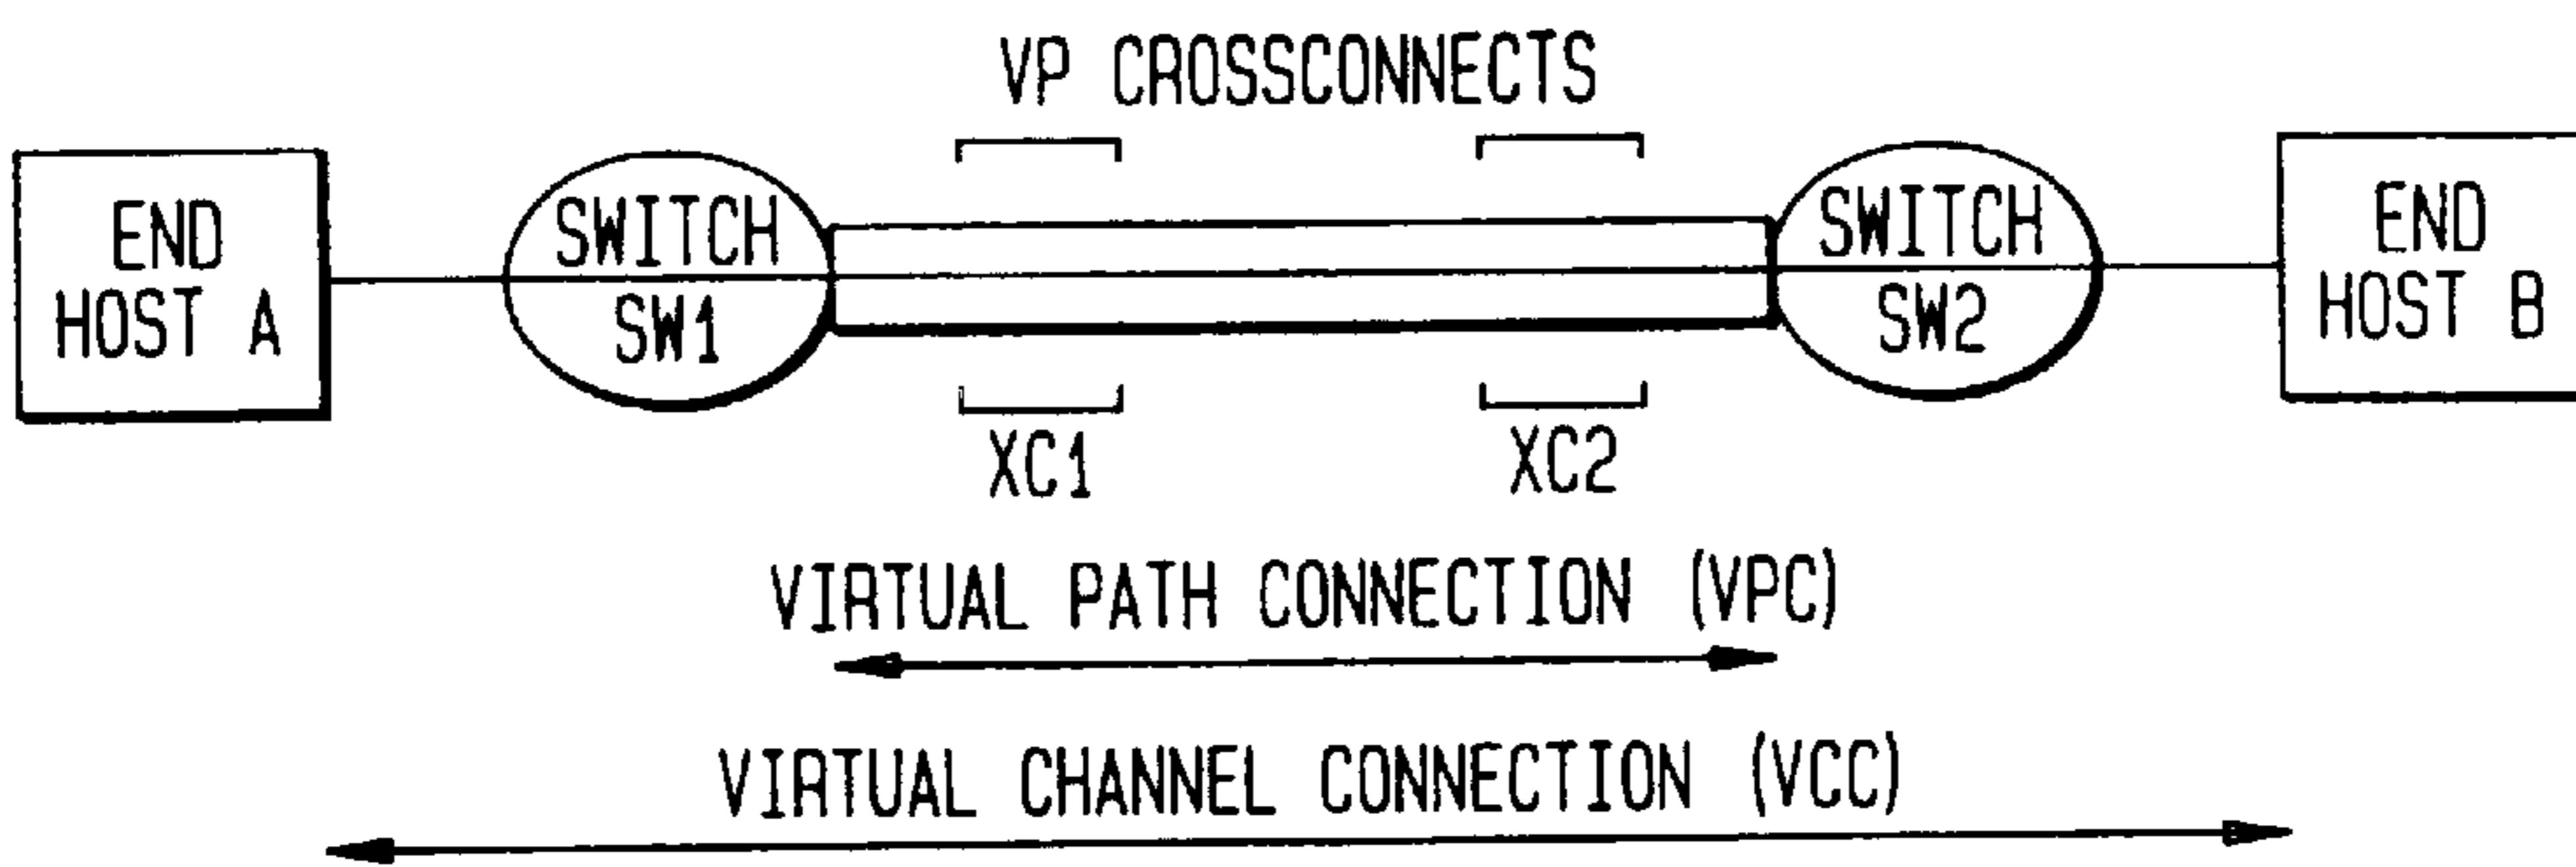 VP CROSSCONNECTS
END
HOST A
SWITCH
SW1
SWITCH
SW2
END
HOST B
XC1
XC2
VIRTUAL PATH CONNECTION (VPC)
VIRTUAL CHANNEL CONNECTION (VCC)